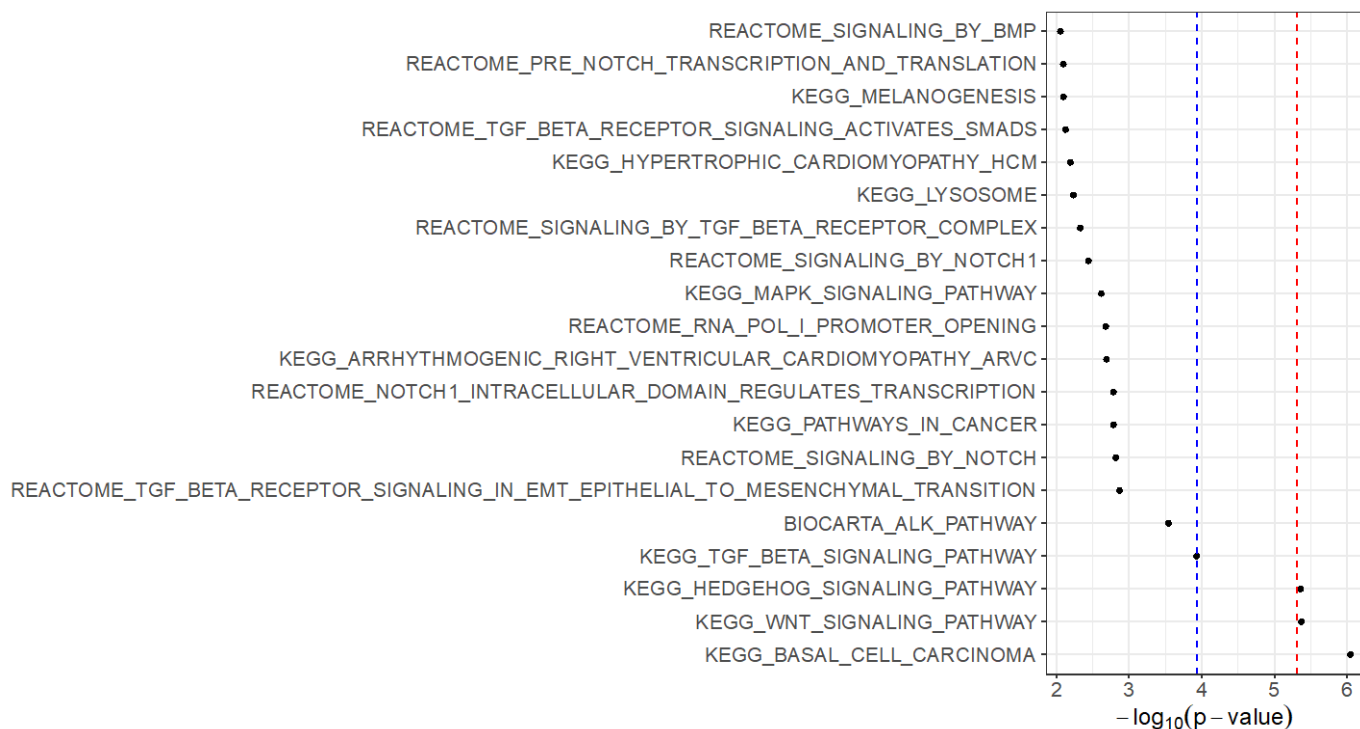 REACTOME_SIGNALING_BY_BMP
REACTOME_PRE_NOTCH_TRANSCRIPTION_AND_TRANSLATION
KEGG_MELANOGENESIS
REACTOME_TGF_BETA_RECEPTOR_SIGNALING_ACTIVATES_SMADS
KEGG_HYPERTROPHIC_CARDIOMYOPATHY_HCM
KEGG_LYSOSOME
REACTOME_SIGNALING_BY_TGF_BETA_RECEPTOR_COMPLEX
REACTOME_SIGNALING_BY_NOTCH1
KEGG_MAPK_SIGNALING_PATHWAY
REACTOME_RNA_POL_I_PROMOTER_OPENING
KEGG_ARRHYTHMOGENIC_RIGHT_VENTRICULAR_CARDIOMYOPATHY_ARVC
REACTOME_NOTCH1_INTRACELLULAR_DOMAIN_REGULATES_TRANSCRIPTION
KEGG_PATHWAYS_IN_CANCER
REACTOME_SIGNALING_BY_NOTCH
REACTOME_TGF_BETA_RECEPTOR_SIGNALING_IN_EMT_EPITHELIAL_TO_MESENCHYMAL_TRANSITION
BIOCARTA_ALK_PATHWAY
KEGG_TGF_BETA_SIGNALING_PATHWAY
KEGG_HEDGEHOG_SIGNALING_PATHWAY
KEGG_WNT_SIGNALING_PATHWAY
KEGG_BASAL_CELL_CARCINOMA
2 3 4 5 6
−log₁₀(p−value)